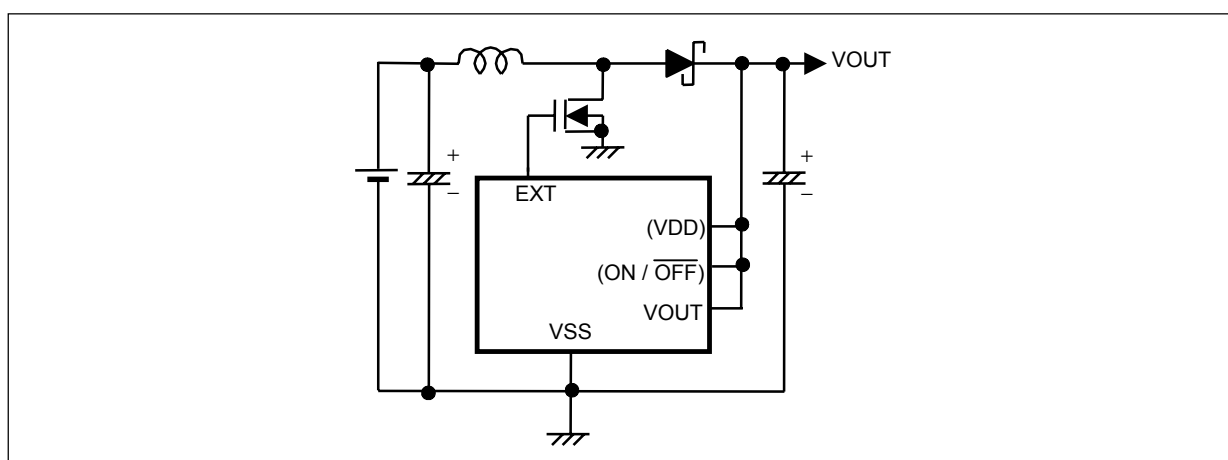 VOUT
+
−
+
−
EXT
(VDD)
(ON / OFF)
VOUT
VSS